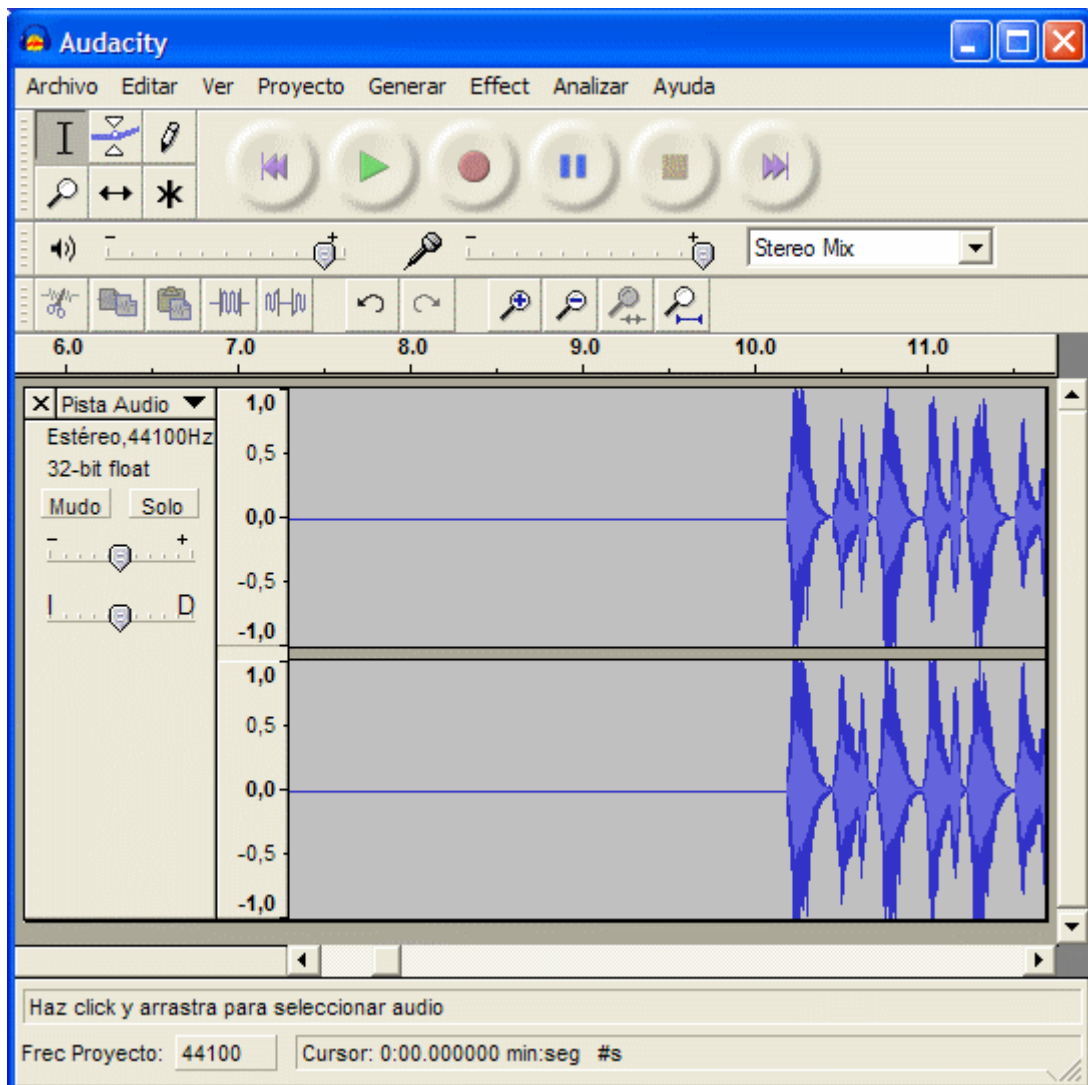 Audacity
Archivo Editar Ver Proyecto Generar Effect Analizar Ayuda
- + - + Stereo Mix
6.0 7.0 8.0 9.0 10.0 11.0
X Pista Audio
Estéreo,44100Hz
32-bit float
Mudo Solo
- +
I D
1,0
0,5
0,0
-0,5
-1,0
1,0
0,5
0,0
-0,5
-1,0
Haz click y arrastra para seleccionar audio
Frec Proyecto: 44100 Cursor: 0:00.000000 min:seg #s